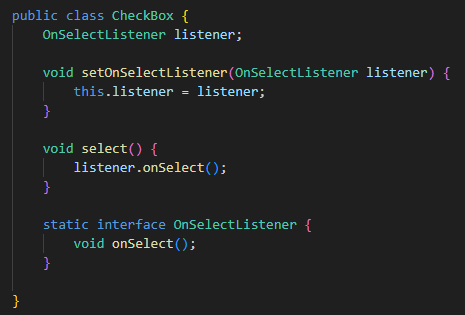 public class CheckBox {
    OnSelectListener listener;

    void setOnSelectListener(OnSelectListener listener) {
        this.listener = listener;
    }

    void select() {
        listener.onSelect();
    }

    static interface OnSelectListener {
        void onSelect();
    }

}